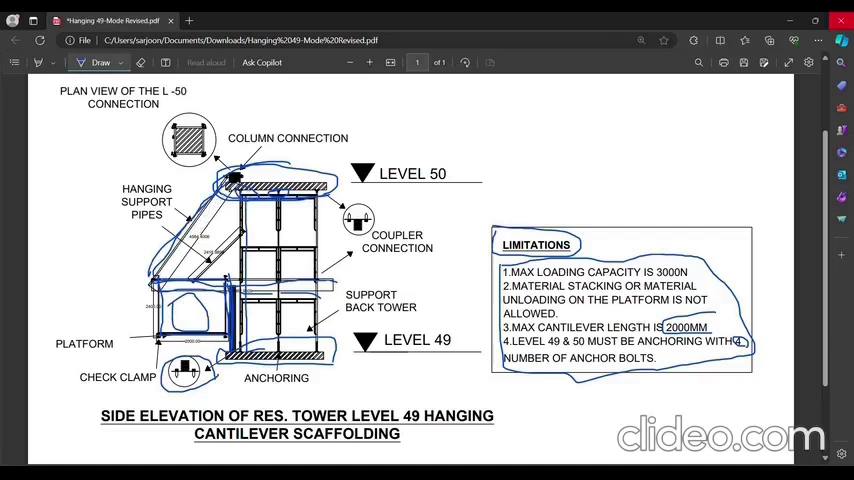 *Hanging 49-Mode Revised.pdf
File
C:/Users/sarjoon/Documents/Downloads/Hanging%2049-Mode%20Revised.pdf
Draw
Read aloud
Ask Copilot
1 of 1
PLAN VIEW OF THE L -50
CONNECTION
COLUMN CONNECTION
LEVEL 50
HANGING
SUPPORT
PIPES
COUPLER
CONNECTION
LIMITATIONS
1.MAX LOADING CAPACITY IS 3000N
2.MATERIAL STACKING OR MATERIAL
UNLOADING ON THE PLATFORM IS NOT
ALLOWED.
3.MAX CANTILEVER LENGTH IS 2000MM
4.LEVEL 49 & 50 MUST BE ANCHORING WITH 4
NUMBER OF ANCHOR BOLTS.
SUPPORT
BACK TOWER
2000.00
PLATFORM
LEVEL 49
CHECK CLAMP
ANCHORING
SIDE ELEVATION OF RES. TOWER LEVEL 49 HANGING
CANTILEVER SCAFFOLDING
clideo.com